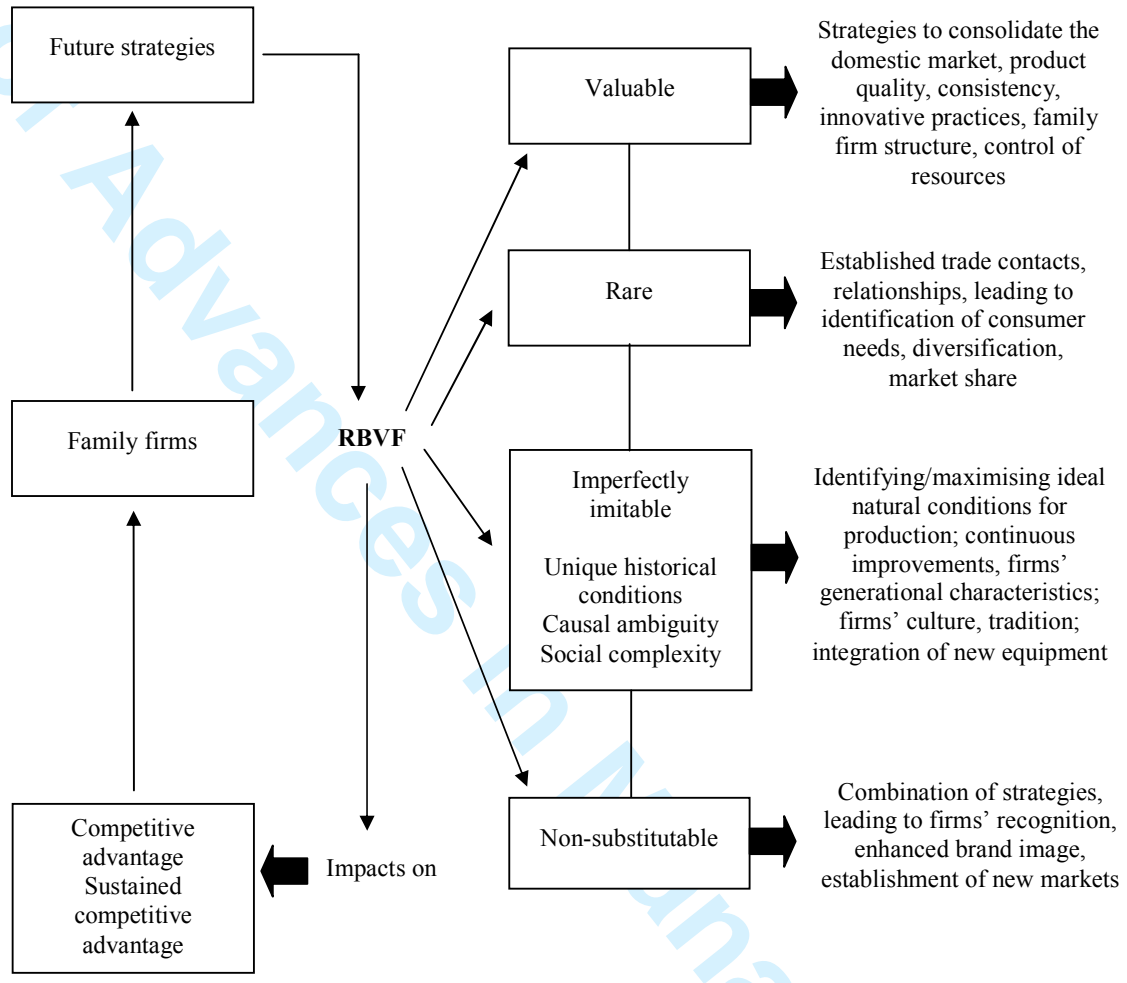 Future strategies
Family firms
Competitive
advantage
Sustained
competitive
advantage
RBVF
Impacts on
Valuable
Strategies to consolidate the
domestic market, product
quality, consistency,
innovative practices, family
firm structure, control of
resources
Rare
Established trade contacts,
relationships, leading to
identification of consumer
needs, diversification,
market share
Imperfectly
imitable
Unique historical
conditions
Causal ambiguity
Social complexity
Identifying/maximising ideal
natural conditions for
production; continuous
improvements, firms’
generational characteristics;
firms’ culture, tradition;
integration of new equipment
Non-substitutable
Combination of strategies,
leading to firms’ recognition,
enhanced brand image,
establishment of new markets
Advances in